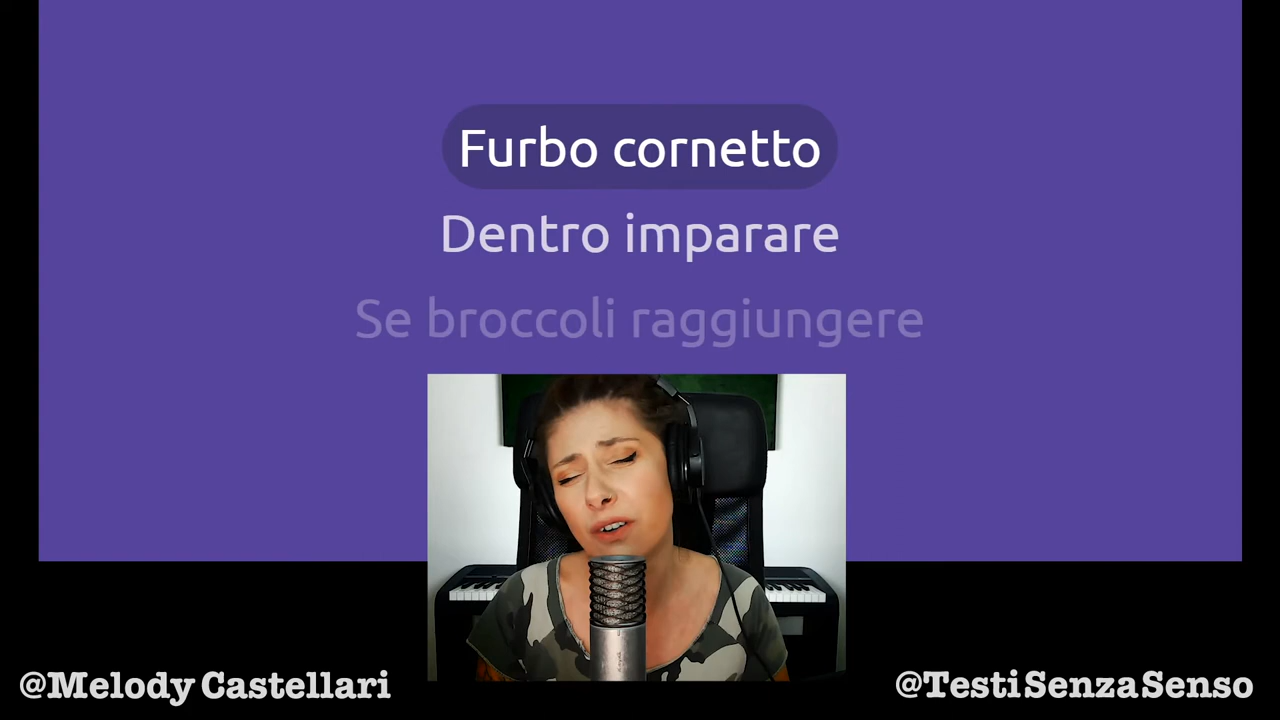 Furbo cornetto
Dentro imparare
Se broccoli raggiungere
@Melody Castellari
@TestiSenzaSenso